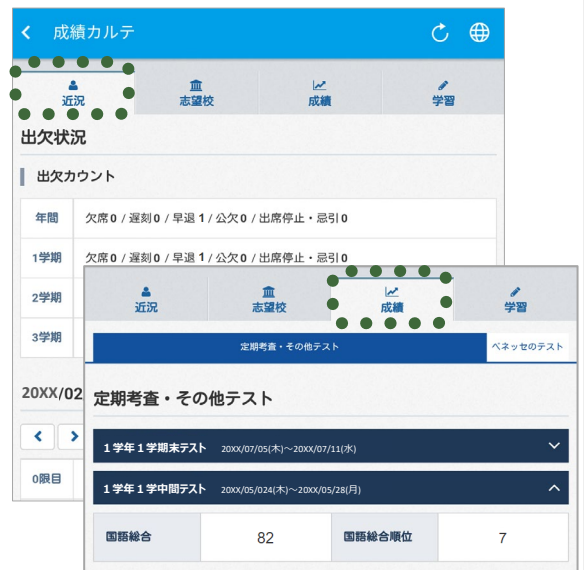 成績カルテ
近況 志望校 成績 学習
出欠状況
出欠カウント
年間 欠席 0 / 遅刻 0 / 早退 1 / 公欠 0 / 出席停止・忌引 0
1学期 欠席 0 / 遅刻 0 / 早退 1 / 公欠 0 / 出席停止・忌引 0
2学期
3学期
20XX/02
0限目
近況 志望校 成績 学習
定期考査・その他テスト ベネッセのテスト
定期考査・その他テスト
1学年1学期末テスト 20XX/07/05(木)～20XX/07/11(水)
1学年1学中間テスト 20XX/05/024(木)～20XX/05/28(月)
国語総合 82 国語総合順位 7